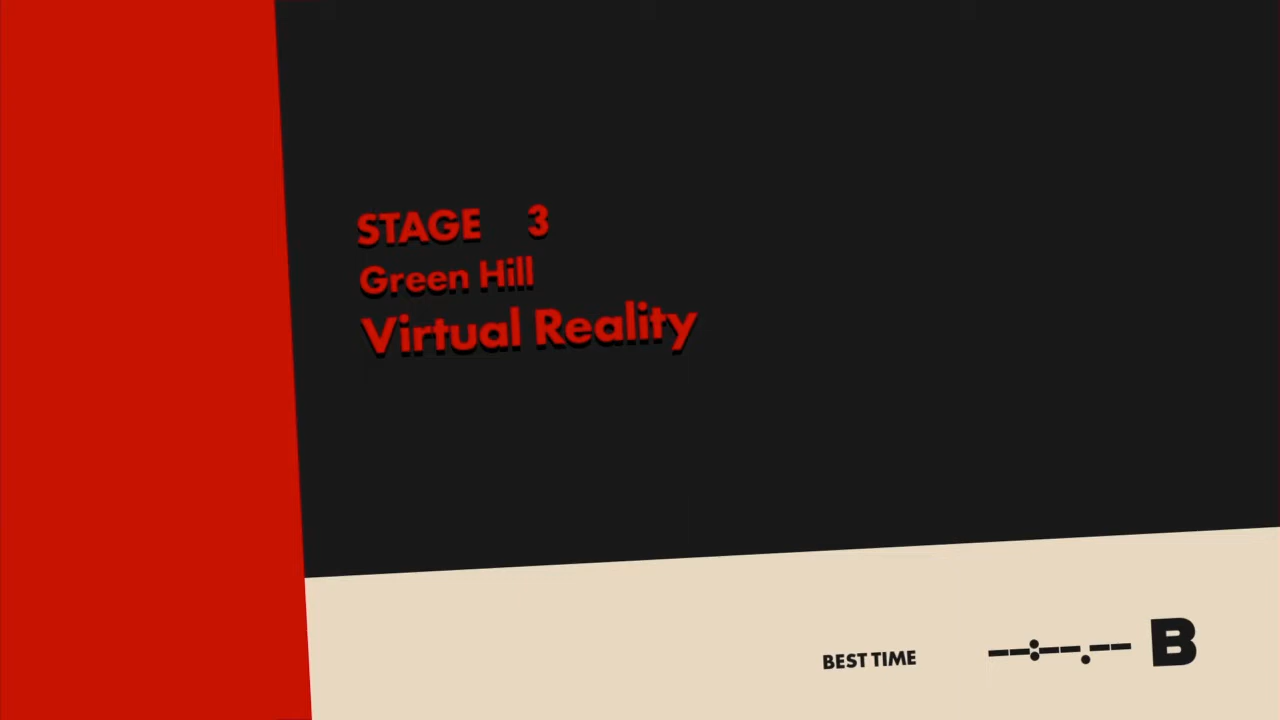 STAGE 3
Green Hill
Virtual Reality
BEST TIME --:--.-- B